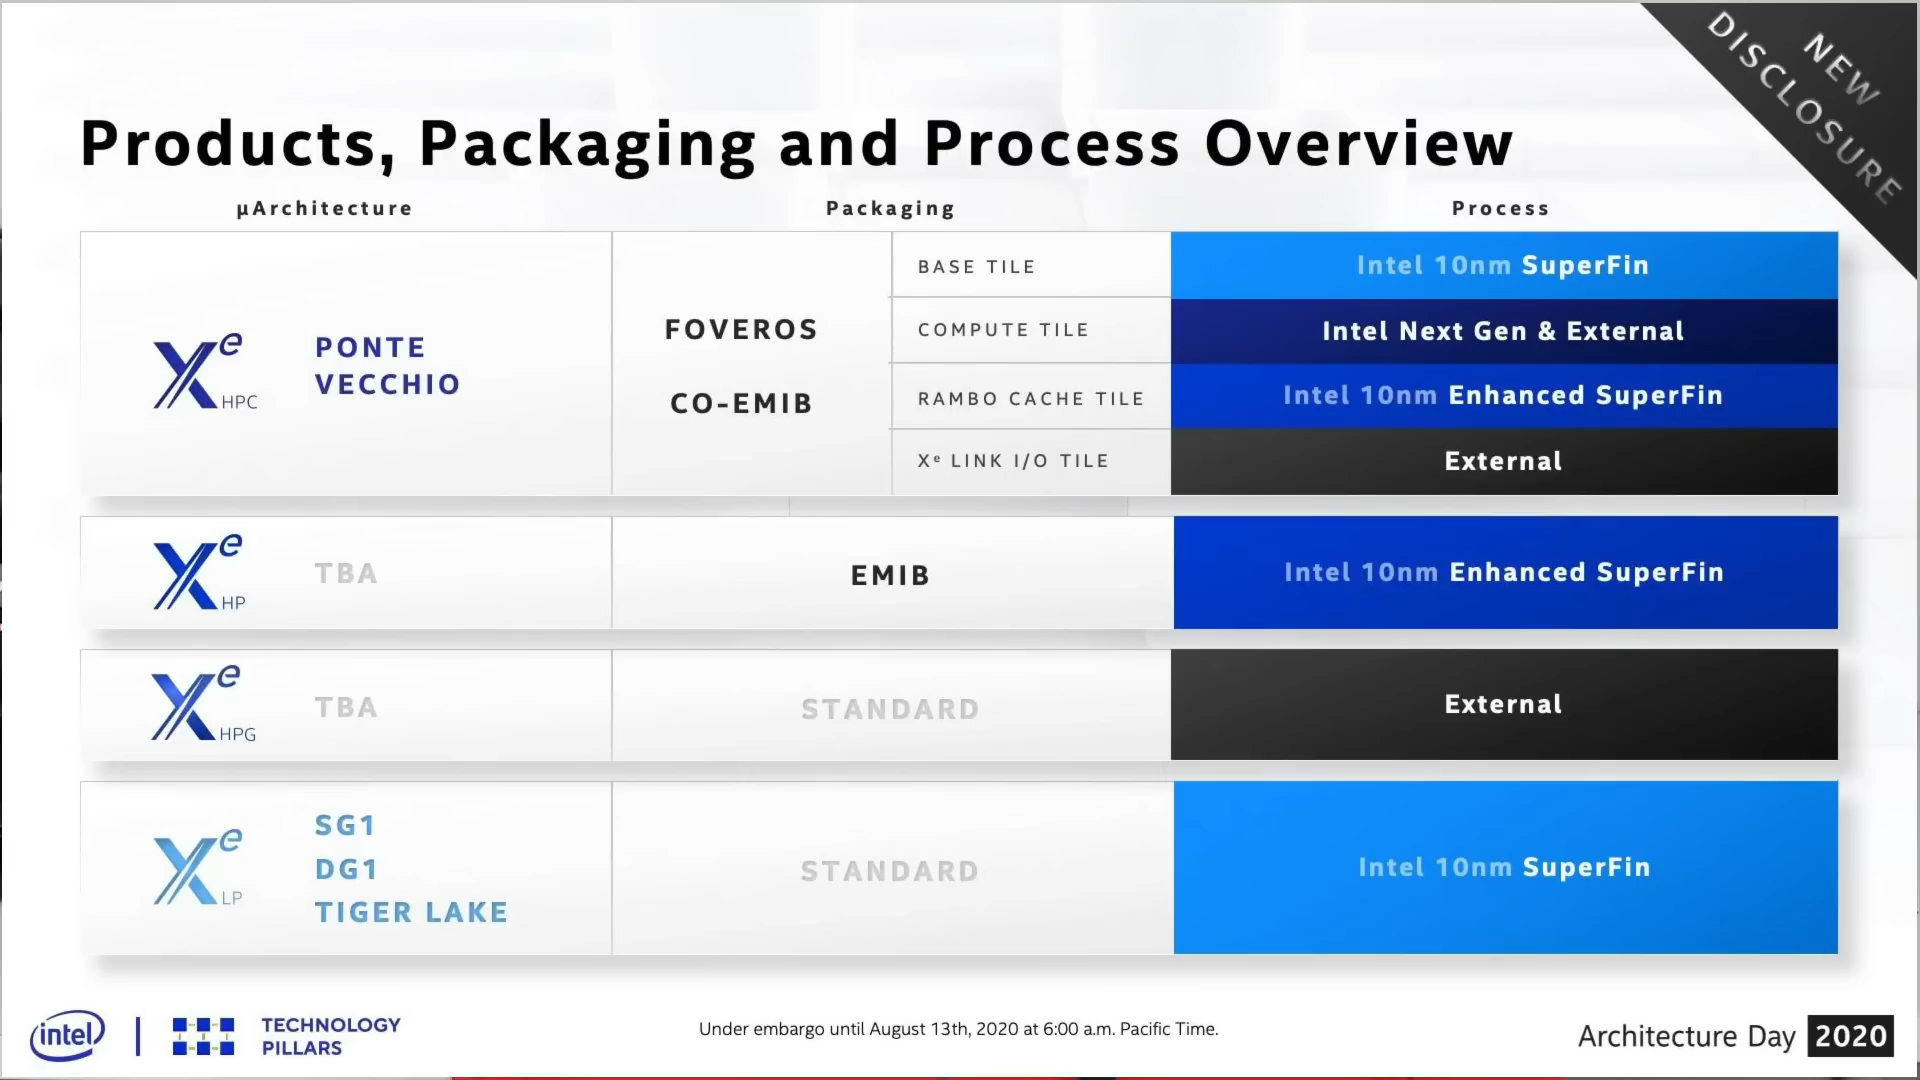 NEW
DISCLOSURE
Products, Packaging and Process Overview
µArchitecture
Packaging
Process
Xe HPC
PONTE
VECCHIO
FOVEROS
CO-EMIB
BASE TILE
Intel 10nm SuperFin
COMPUTE TILE
Intel Next Gen & External
RAMBO CACHE TILE
Intel 10nm Enhanced SuperFin
Xᵉ LINK I/O TILE
External
Xe HP
TBA
EMIB
Intel 10nm Enhanced SuperFin
Xe HPG
TBA
STANDARD
External
Xe LP
SG1
DG1
TIGER LAKE
STANDARD
Intel 10nm SuperFin
intel
TECHNOLOGY
PILLARS
Under embargo until August 13th, 2020 at 6:00 a.m. Pacific Time.
Architecture Day 2020